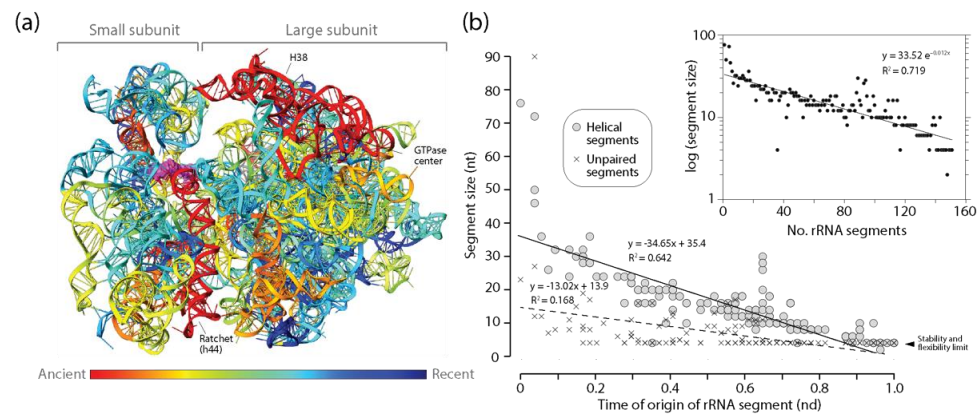 (a)
Small subunit
Large subunit
H38
GTPase
center
Ratchet
(h44)
Ancient
Recent
(b)
Segment size (nt)
90
80
70
60
50
40
30
20
10
0
Helical
segments
Unpaired
segments
y = -34.65x + 35.4
R² = 0.642
y = -13.02x + 13.9
R² = 0.168
Stability and
flexibility limit
0
0.2
0.4
0.6
0.8
1.0
Time of origin of rRNA segment (nd)
log (segment size)
100
10
1
y = 33.52 e⁻⁰·⁰¹²ˣ
R² = 0.719
0
40
80
120
160
No. rRNA segments